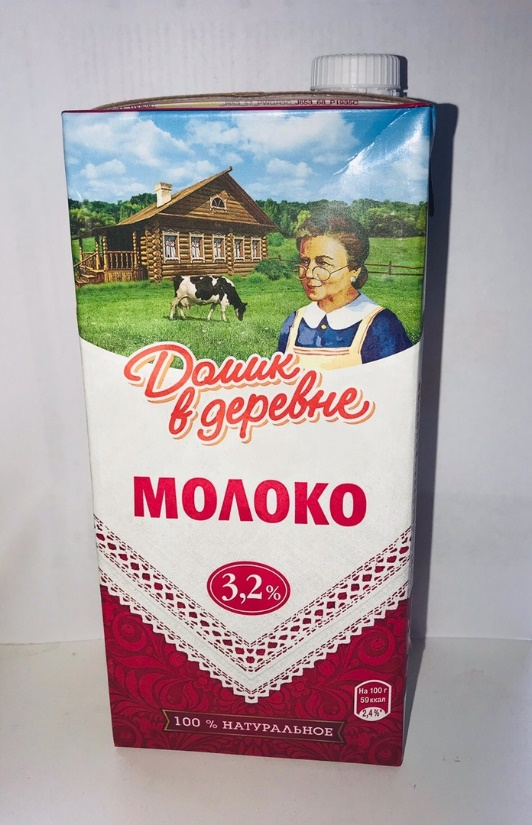 Домик
в деревне
МОЛОКО
3,2%
На 100 г
59 ккал
2,4%*
100 % НАТУРАЛЬНОЕ